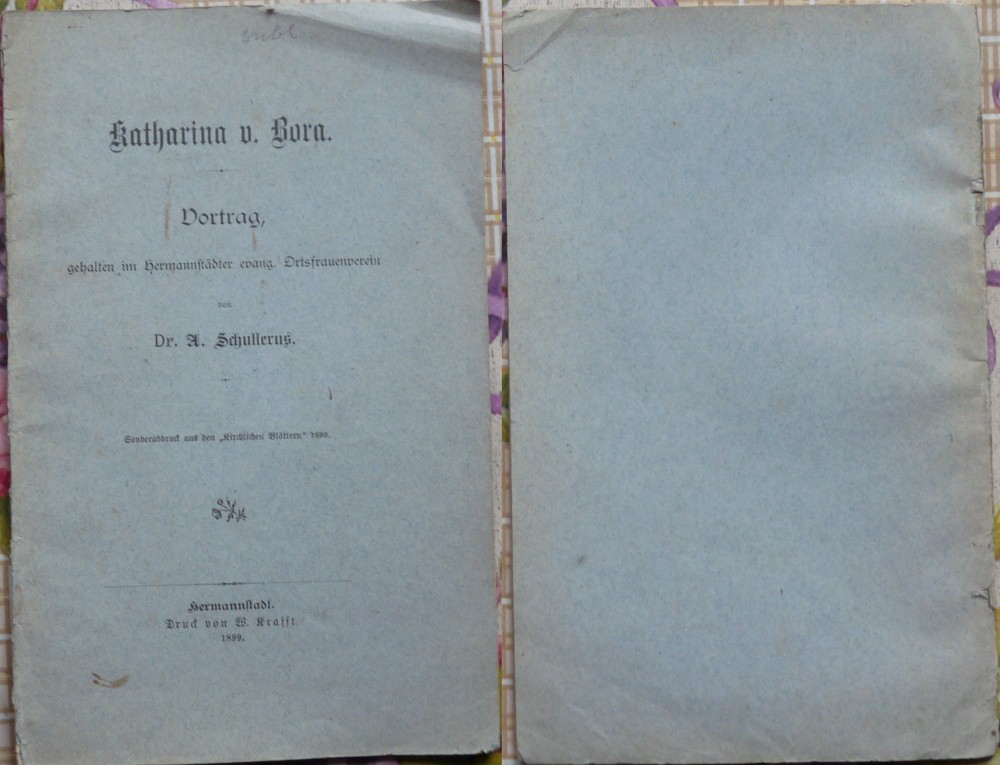 Katharina v. Bora.
Vortrag,
gehalten im Hermannstädter evang. Ortsfrauenverein
von
Dr. A. Schullerus.
Sonderabdruck aus den „Kirchlichen Blättern“ 1899.
Hermannstadt.
Druck von W. Krafft
1899.